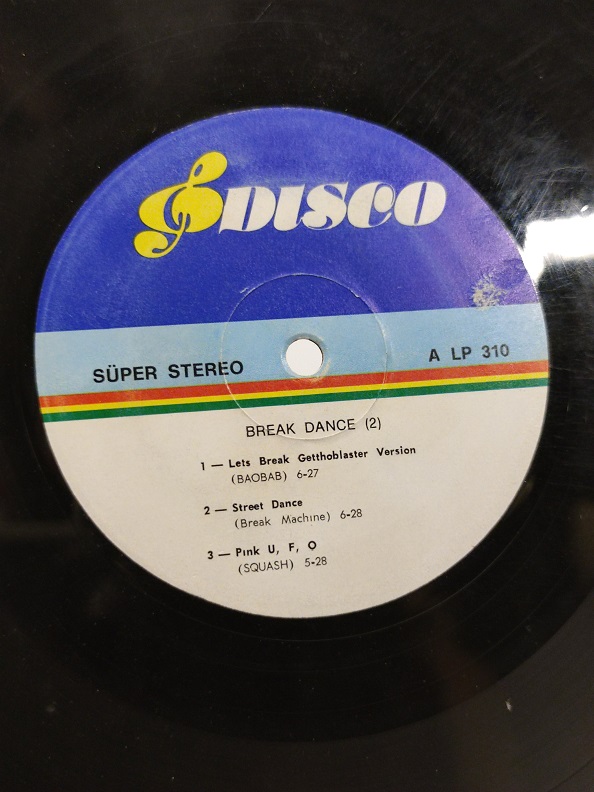 DISCO
SÜPER STEREO
A LP 310
BREAK DANCE (2)
1 — Lets Break Getthoblaster Version
(BAOBAB) 6-27
2 — Street Dance
(Break Machine) 6-28
3 — Pınk U, F, O
(SQUASH) 5-28